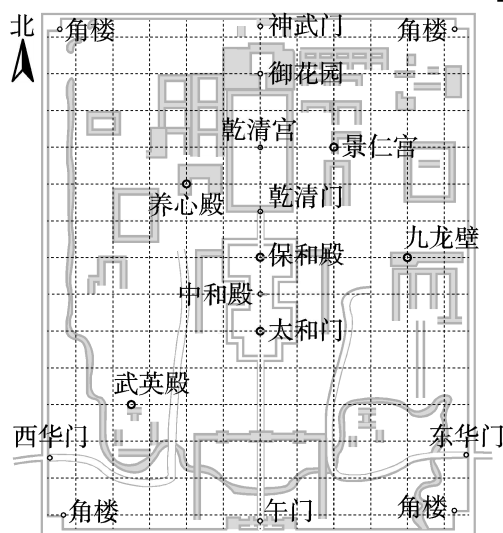 北
角楼
神武门
角楼
御花园
乾清宫
景仁宫
养心殿
乾清门
九龙壁
保和殿
中和殿
太和门
武英殿
西华门
东华门
角楼
午门
角楼